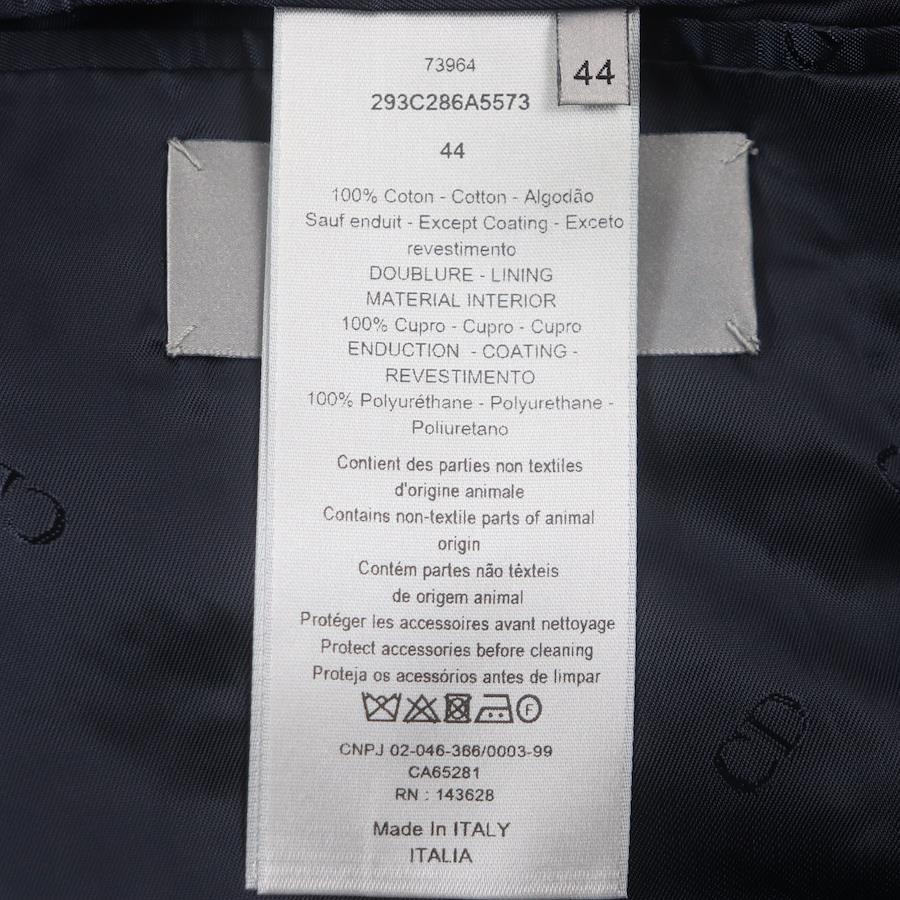 73964
44
293C286A5573
44
100% Coton - Cotton - Algodão
Sauf enduit - Except Coating - Exceto
revestimento
DOUBLURE - LINING
MATERIAL INTERIOR
100% Cupro - Cupro - Cupro
ENDUCTION - COATING -
REVESTIMENTO
100% Polyuréthane - Polyurethane -
Poliuretano
Contient des parties non textiles
d'origine animale
Contains non-textile parts of animal
origin
Contém partes não têxteis
de origem animal
Protéger les accessoires avant nettoyage
Protect accessories before cleaning
Proteja os acessórios antes de limpar
F
CNPJ 02-046-366/0003-99
CA65281
RN : 143628
Made In ITALY
ITALIA
CD
CD